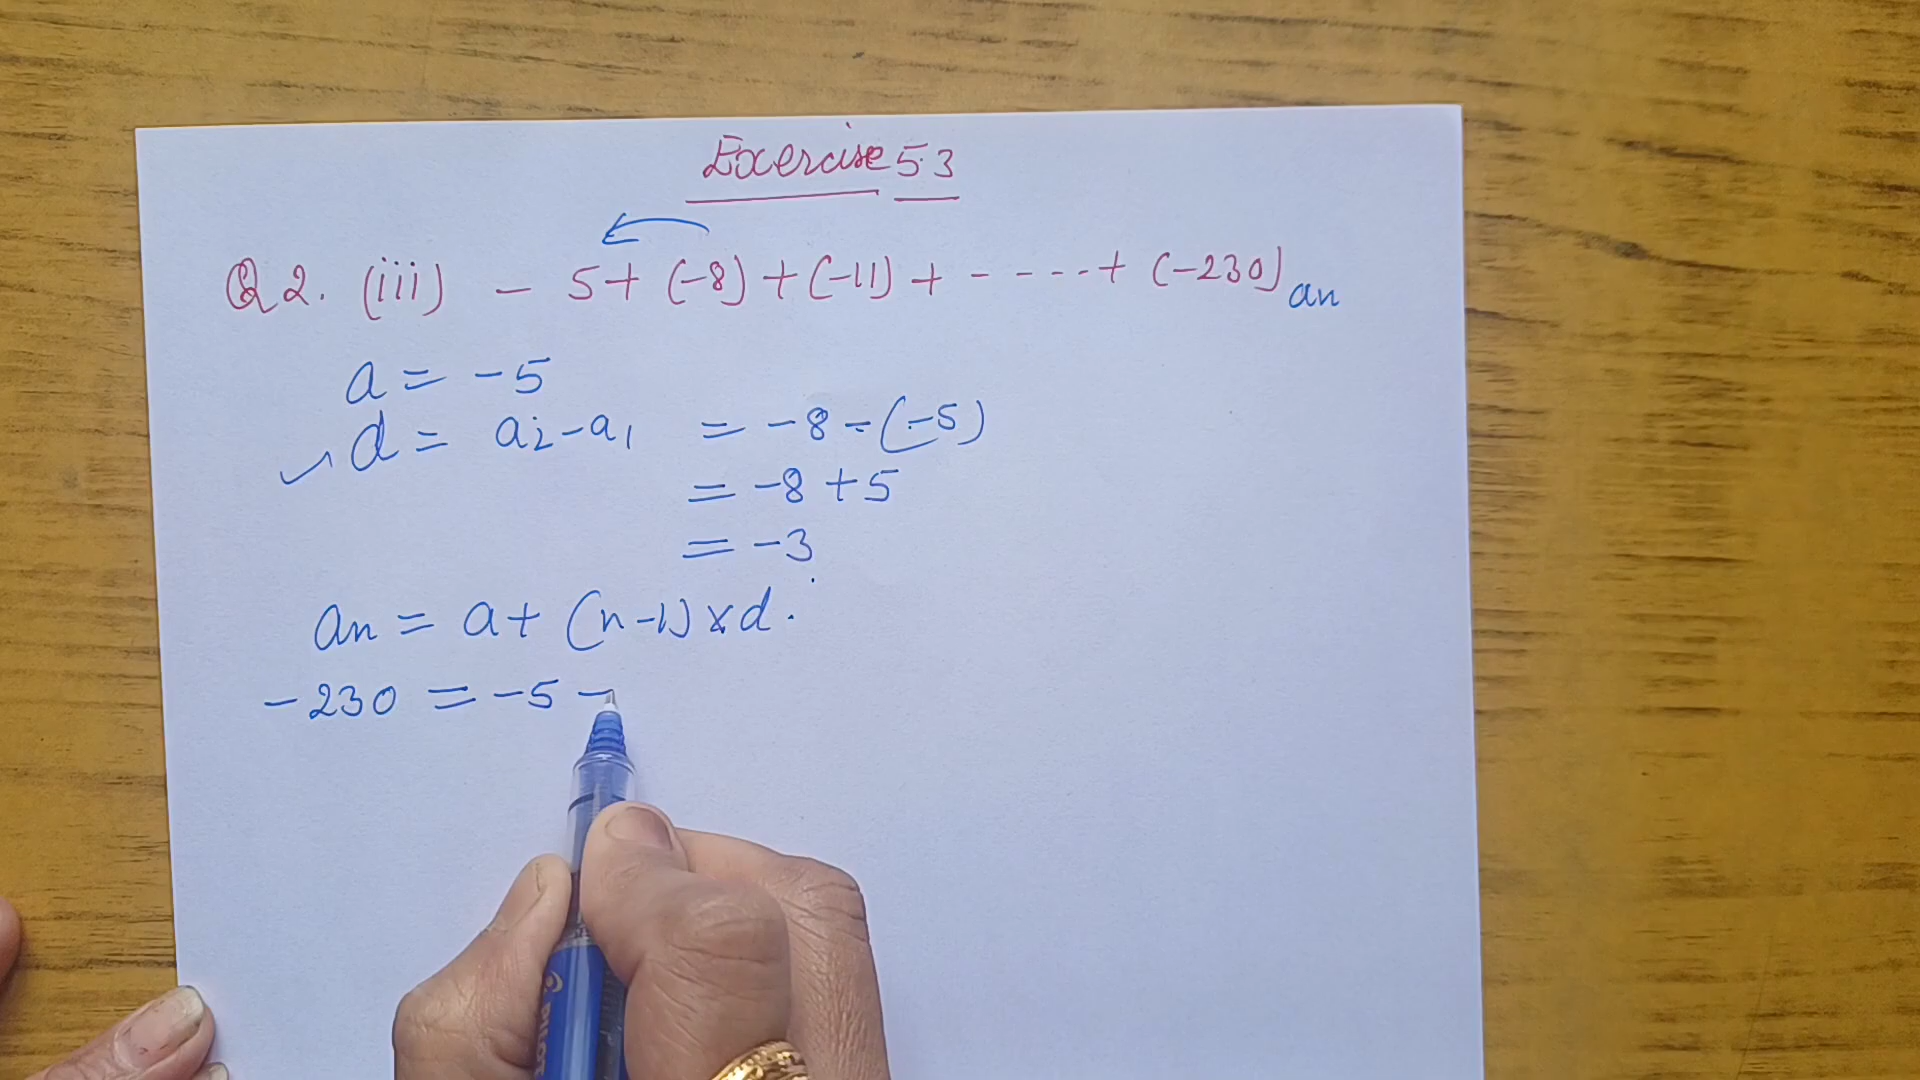 Exercise 5.3
Q2. (iii) - 5 + (-8) + (-11) + - - - - - + (-230) an
a = -5
d = a2 - a1 = -8 - (-5)
= -8 + 5
= -3
an = a + (n-1) x d.
-230 = -5 -